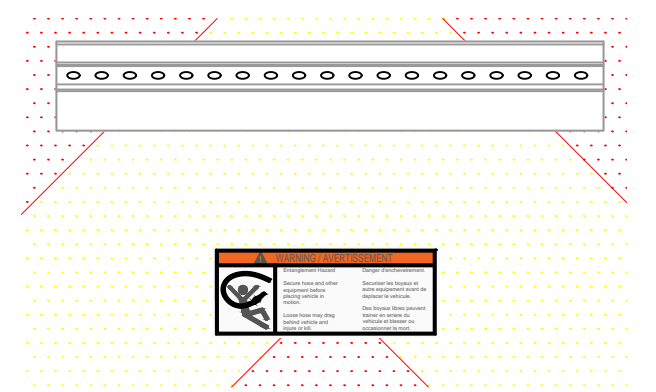 WARNING / AVERTISSEMENT
Entanglement Hazard
Secure hose and other
equipment before
placing vehicle in
motion.
Loose hose may drag
behind vehicle and
injure or kill.
Danger d'enchevetrement.
Securiser les boyaux et
autre equipement avant de
deplacer le vehicule.
Des boyaux libres peuvent
trainer en arriere du
vehicule et blesser ou
occasionner la mort.